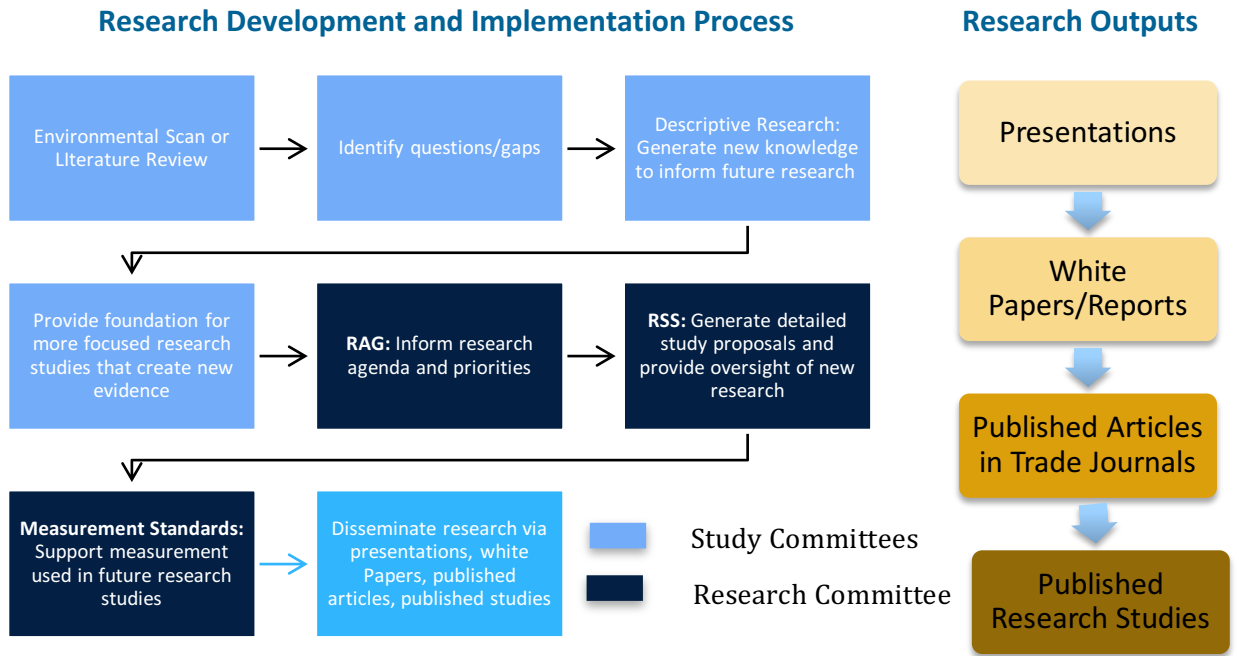 Research Development and Implementation Process
Research Outputs
Environmental Scan or
LIterature Review
Identify questions/gaps
Descriptive Research:
Generate new knowledge
to inform future research
Provide foundation for
more focused research
studies that create new
evidence
RAG: Inform research
agenda and priorities
RSS: Generate detailed
study proposals and
provide oversight of new
research
Measurement Standards:
Support measurement
used in future research
studies
Disseminate research via
presentations, white
Papers, published
articles, published studies
Study Committees
Research Committee
Presentations
White
Papers/Reports
Published Articles
in Trade Journals
Published
Research Studies